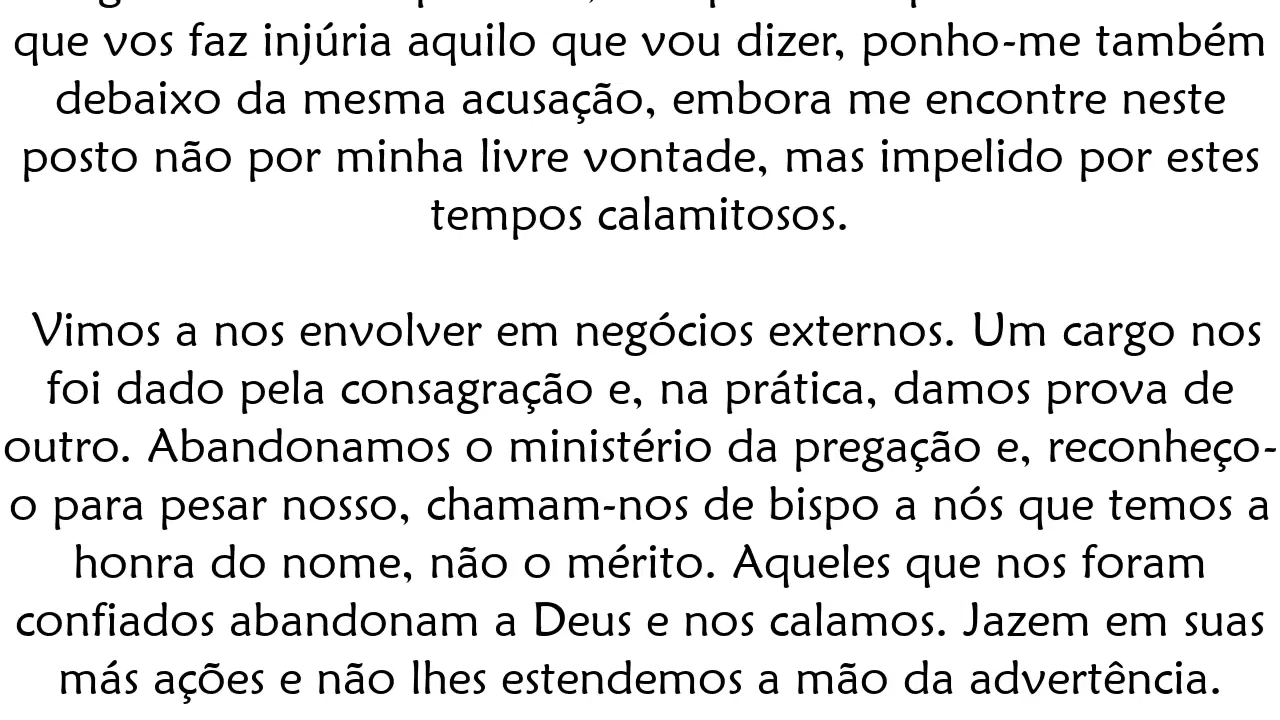 que vos faz injúria aquilo que vou dizer, ponho-me também
debaixo da mesma acusação, embora me encontre neste
posto não por minha livre vontade, mas impelido por estes
tempos calamitosos.
Vimos a nos envolver em negócios externos. Um cargo nos
foi dado pela consagração e, na prática, damos prova de
outro. Abandonamos o ministério da pregação e, reconheço-
o para pesar nosso, chamam-nos de bispo a nós que temos a
honra do nome, não o mérito. Aqueles que nos foram
confiados abandonam a Deus e nos calamos. Jazem em suas
más ações e não lhes estendemos a mão da advertência.